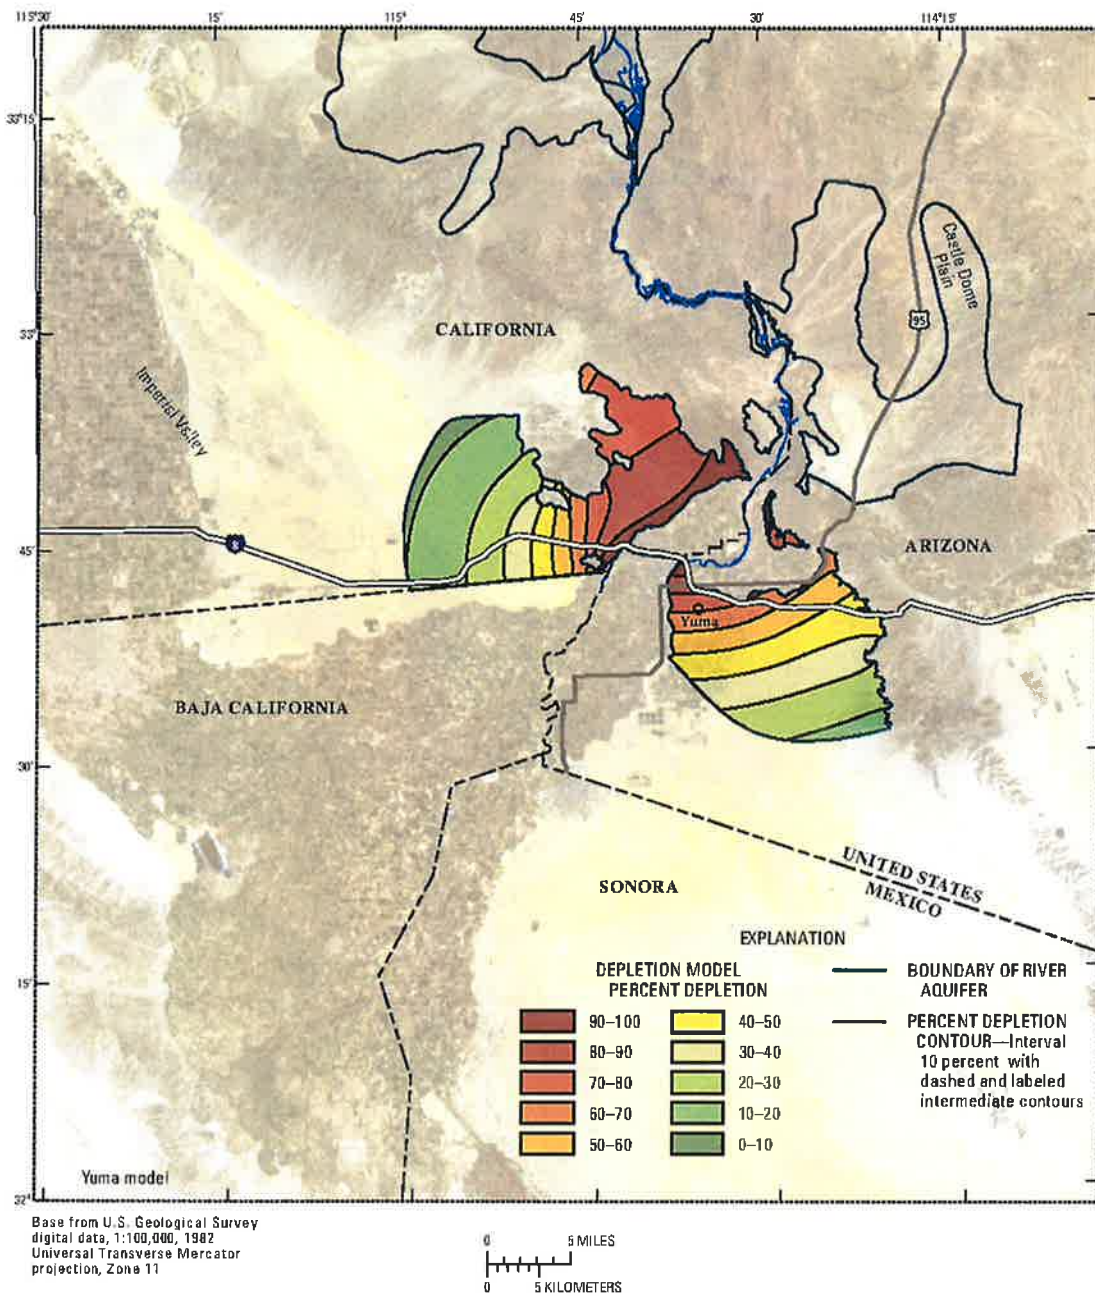 115°30'
15'
115°
45'
30'
114°15'
33°15'
CALIFORNIA
Castle Dome
Plain
95
33°
Imperial Valley
45'
8
ARIZONA
Yuma
BAJA CALIFORNIA
30'
UNITED STATES
MEXICO
SONORA
EXPLANATION
DEPLETION MODEL
PERCENT DEPLETION
90–100
80–90
70–80
60–70
50–60
40–50
30–40
20–30
10–20
0–10
BOUNDARY OF RIVER
AQUIFER
PERCENT DEPLETION
CONTOUR—Interval
10 percent with
dashed and labeled
intermediate contours
15'
Yuma model
32°
Base from U.S. Geological Survey
digital data, 1:100,000, 1982
Universal Transverse Mercator
projection, Zone 11
0 5 MILES
0 5 KILOMETERS